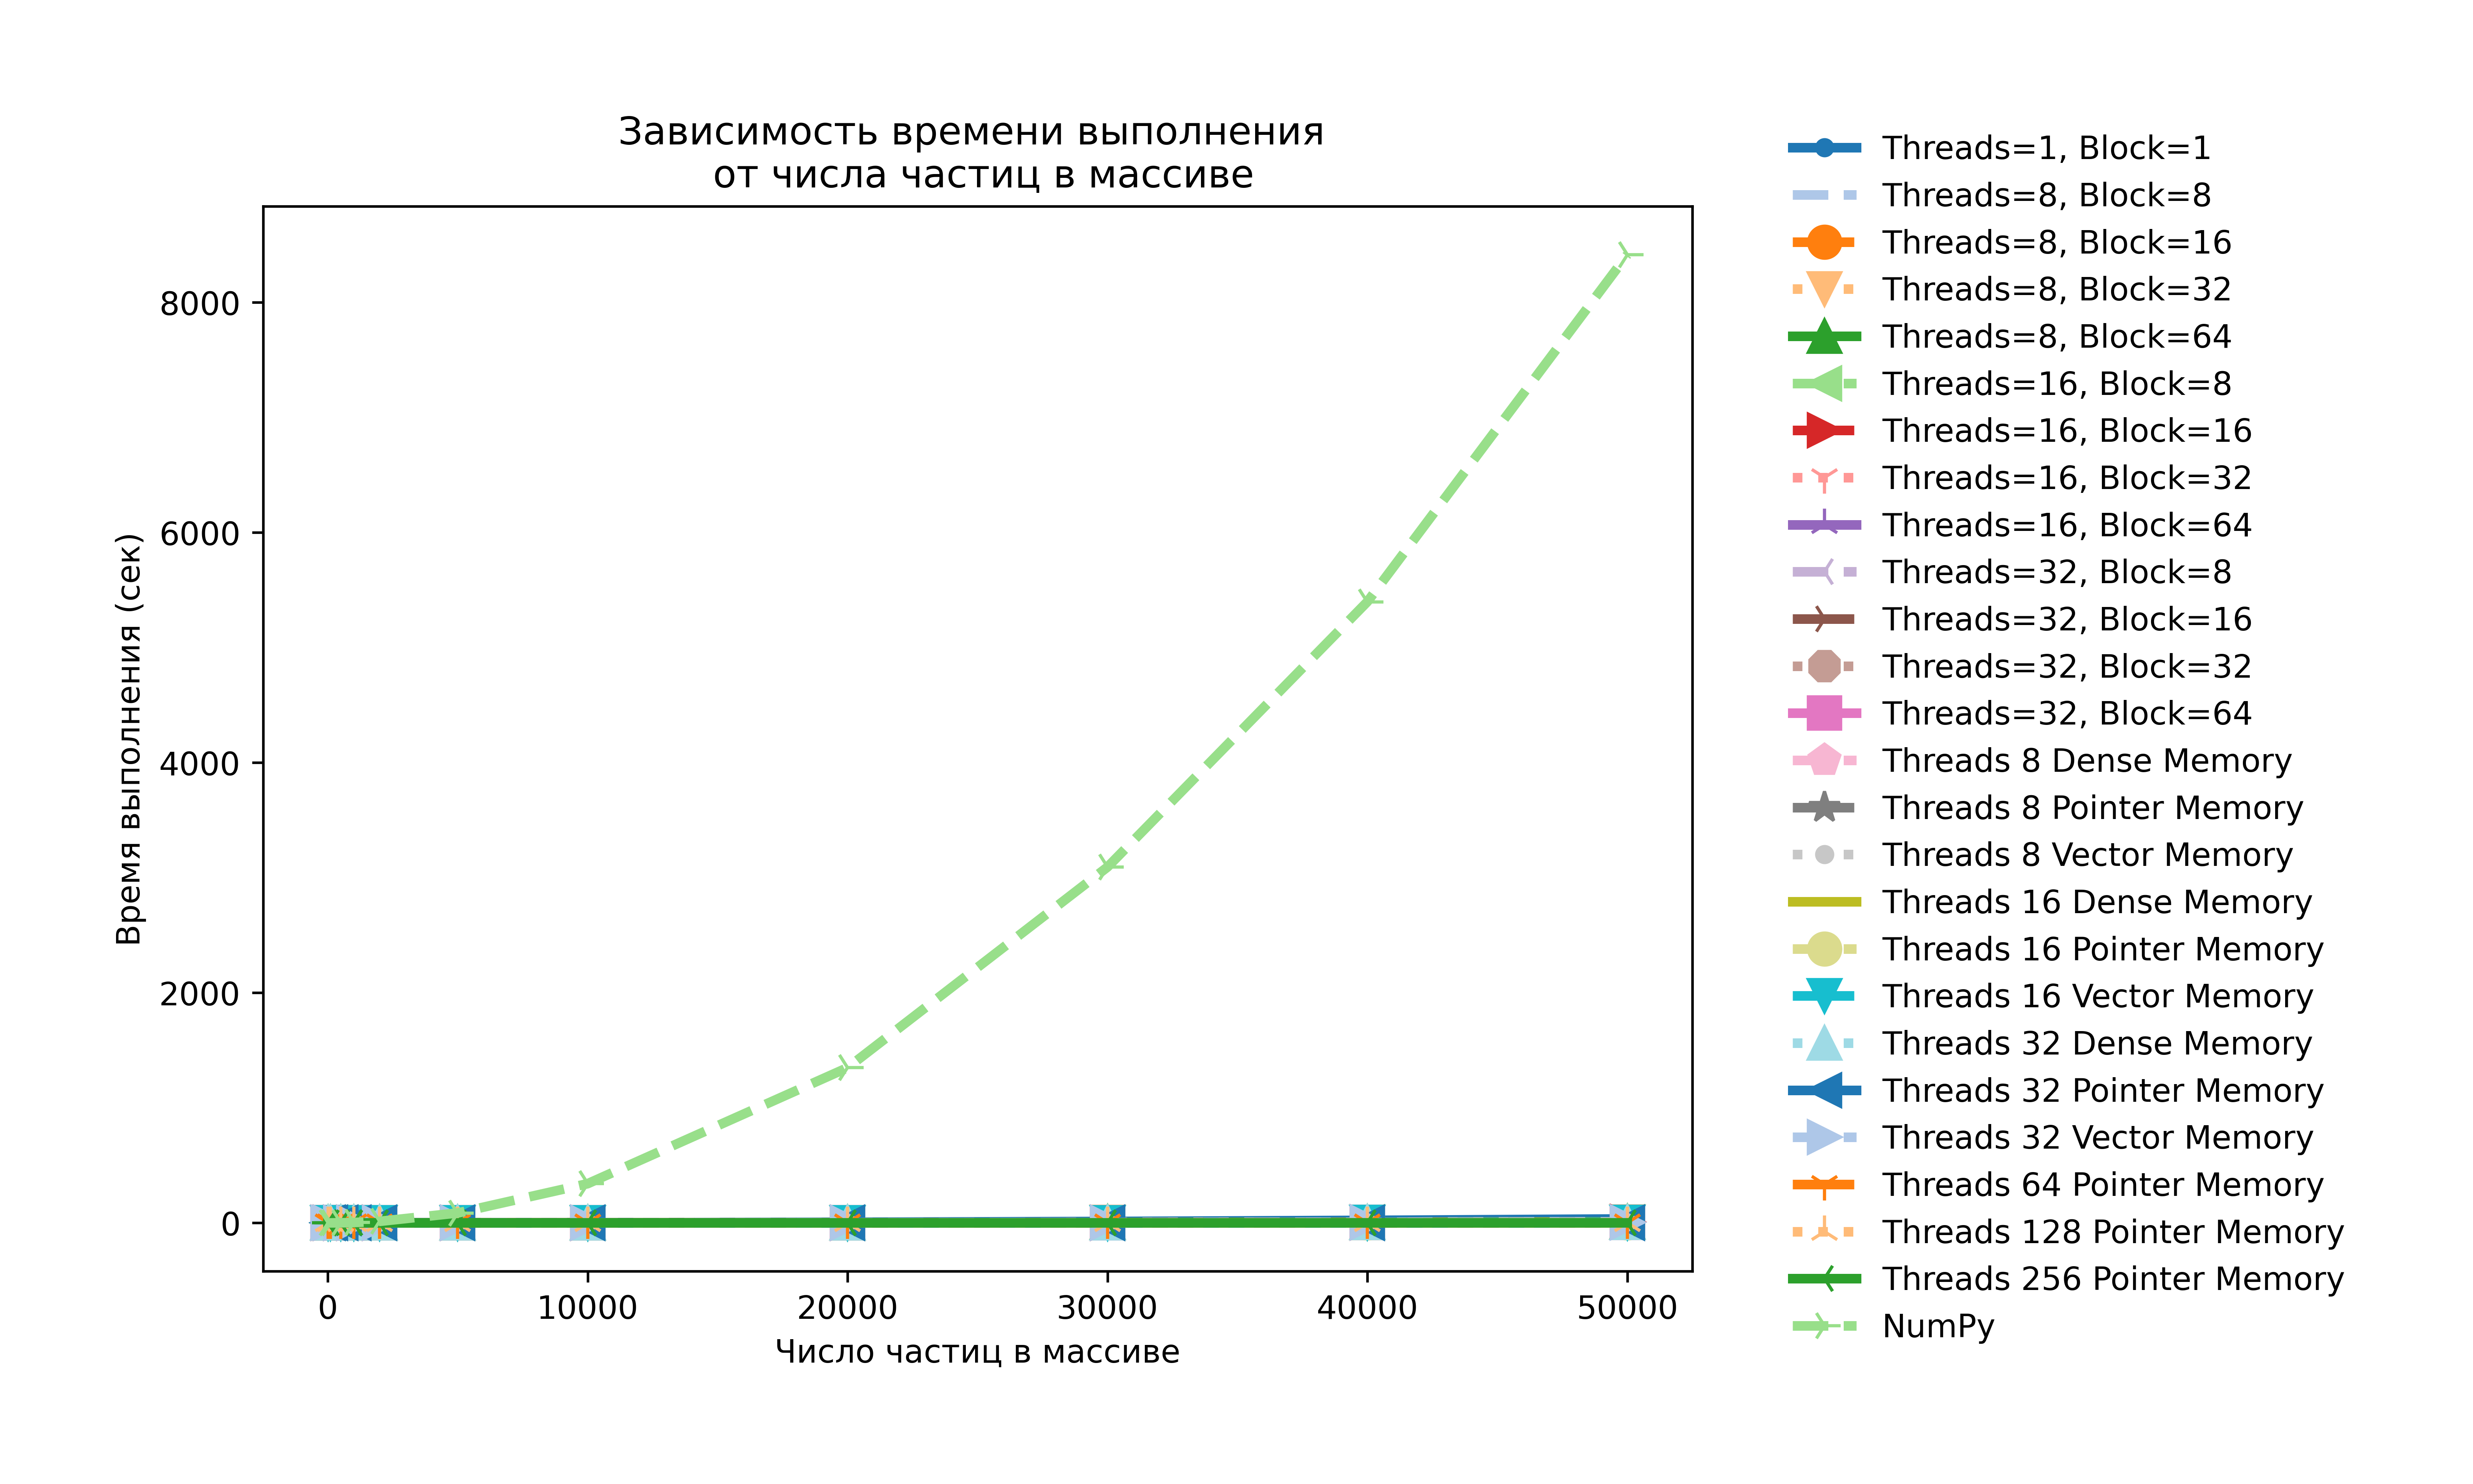 Зависимость времени выполнения
от числа частиц в массиве
Время выполнения (сек)
8000
6000
4000
2000
0
0 10000 20000 30000 40000 50000
Число частиц в массиве
Threads=1, Block=1
Threads=8, Block=8
Threads=8, Block=16
Threads=8, Block=32
Threads=8, Block=64
Threads=16, Block=8
Threads=16, Block=16
Threads=16, Block=32
Threads=16, Block=64
Threads=32, Block=8
Threads=32, Block=16
Threads=32, Block=32
Threads=32, Block=64
Threads 8 Dense Memory
Threads 8 Pointer Memory
Threads 8 Vector Memory
Threads 16 Dense Memory
Threads 16 Pointer Memory
Threads 16 Vector Memory
Threads 32 Dense Memory
Threads 32 Pointer Memory
Threads 32 Vector Memory
Threads 64 Pointer Memory
Threads 128 Pointer Memory
Threads 256 Pointer Memory
NumPy